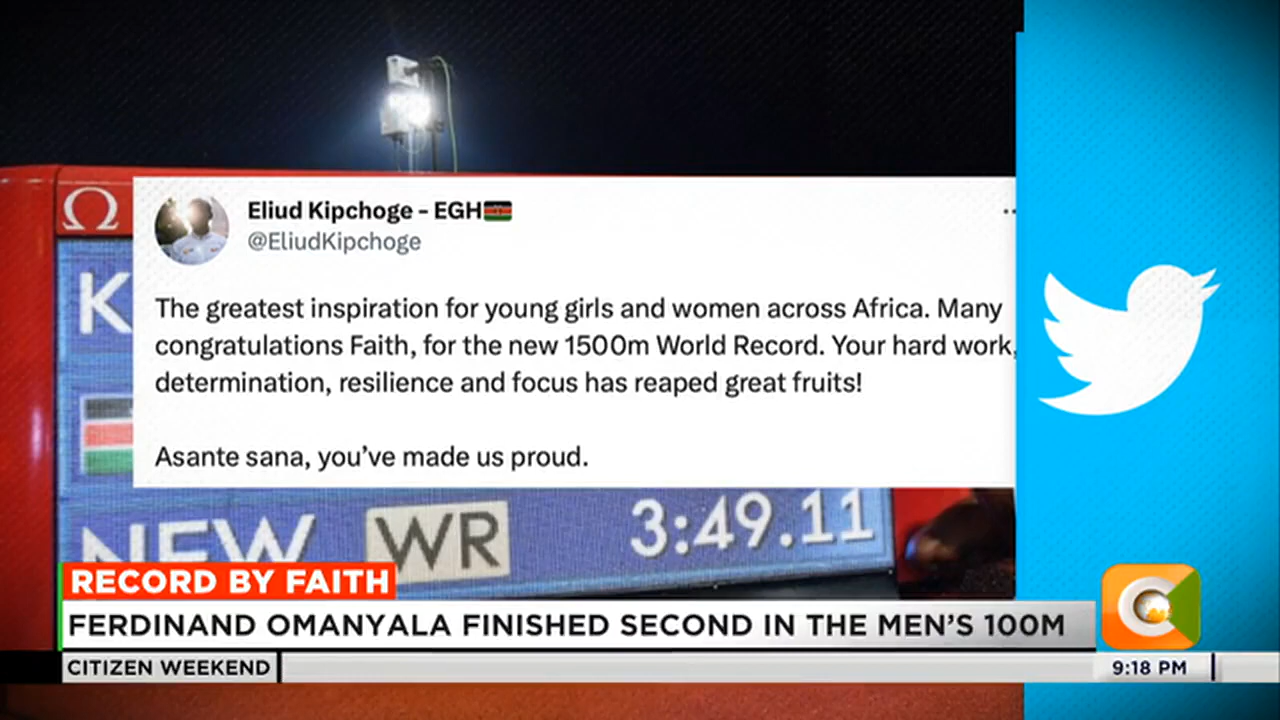 Ω
K
Eliud Kipchoge – EGH🇰🇪
@EliudKipchoge
The greatest inspiration for young girls and women across Africa. Many
congratulations Faith, for the new 1500m World Record. Your hard work,
determination, resilience and focus has reaped great fruits!
Asante sana, you've made us proud.
NEW WR 3:49.11
RECORD BY FAITH
FERDINAND OMANYALA FINISHED SECOND IN THE MEN'S 100M
CITIZEN WEEKEND
9:18 PM